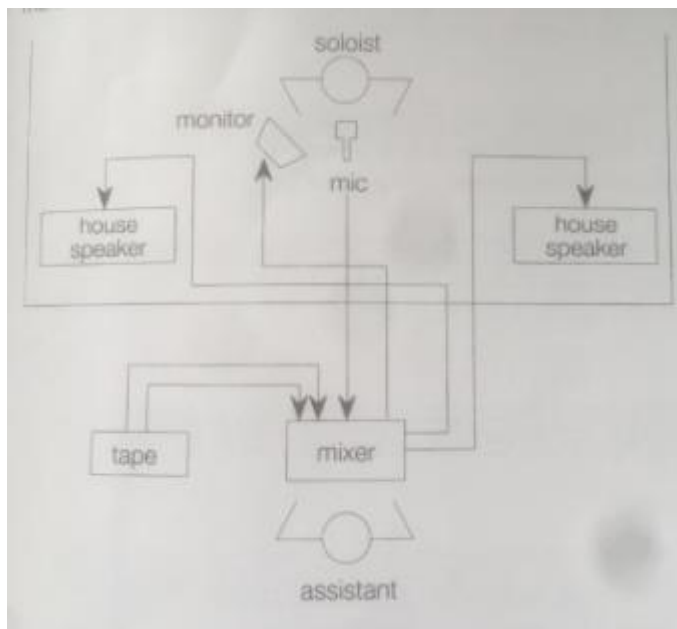 soloist
monitor
mic
house
speaker
house
speaker
tape
mixer
assistant